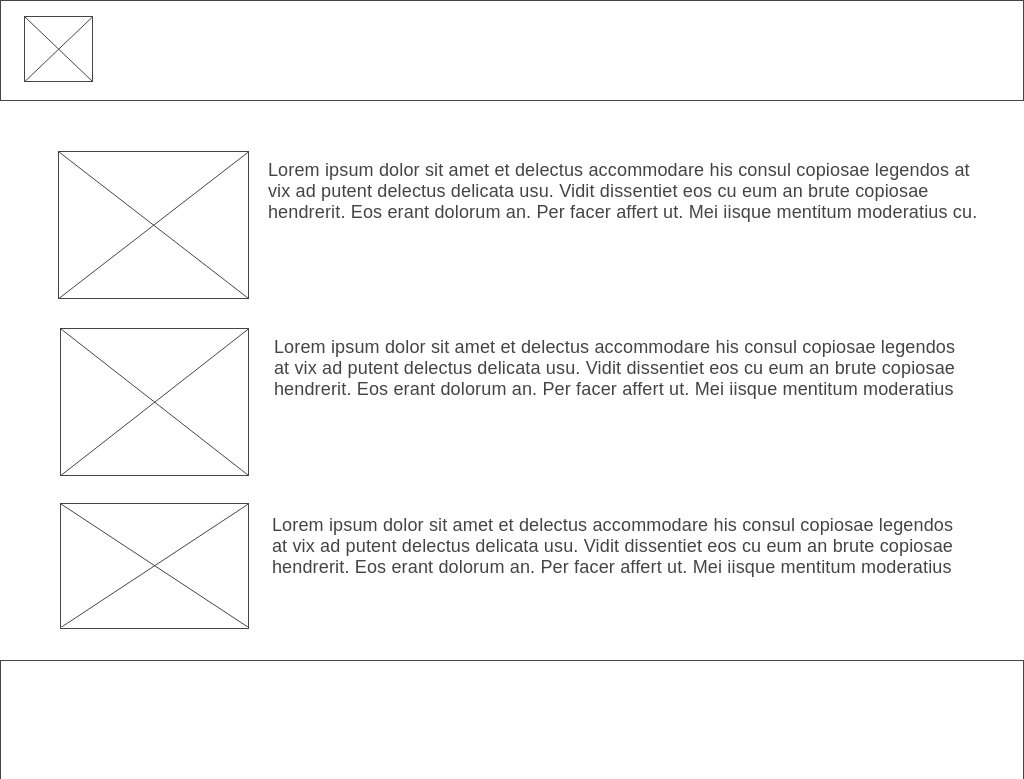 Lorem ipsum dolor sit amet et delectus accommodare his consul copiosae legendos at
vix ad putent delectus delicata usu. Vidit dissentiet eos cu eum an brute copiosae
hendrerit. Eos erant dolorum an. Per facer affert ut. Mei iisque mentitum moderatius cu.
Lorem ipsum dolor sit amet et delectus accommodare his consul copiosae legendos
at vix ad putent delectus delicata usu. Vidit dissentiet eos cu eum an brute copiosae
hendrerit. Eos erant dolorum an. Per facer affert ut. Mei iisque mentitum moderatius
Lorem ipsum dolor sit amet et delectus accommodare his consul copiosae legendos
at vix ad putent delectus delicata usu. Vidit dissentiet eos cu eum an brute copiosae
hendrerit. Eos erant dolorum an. Per facer affert ut. Mei iisque mentitum moderatius